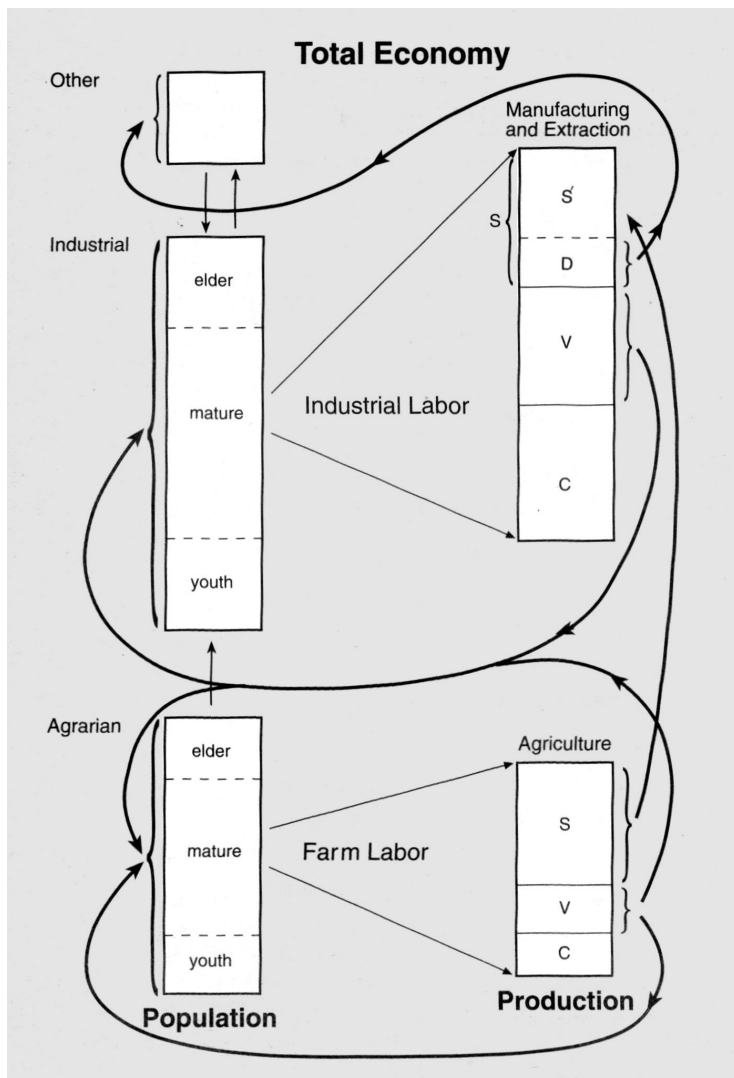 Total Economy
Other
Manufacturing
and Extraction
S′
S
D
Industrial
elder
V
mature
Industrial Labor
C
youth
Agrarian
elder
Agriculture
S
mature
Farm Labor
V
youth
C
Population
Production